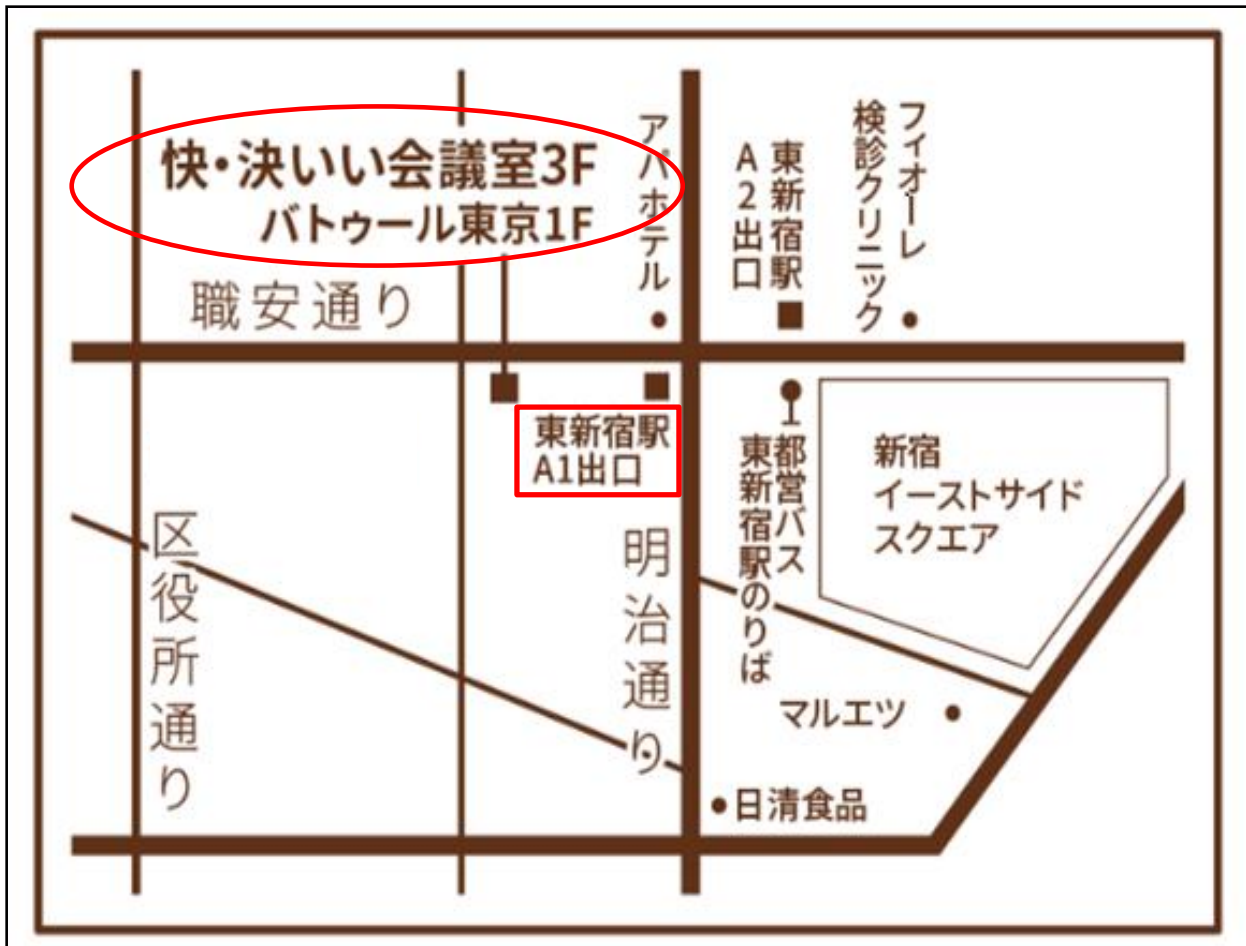 快・決いい会議室3F
バトゥール東京1F
アパホテル
東新宿駅
A2出口
フィオーレ
検診クリニック
職安通り
東新宿駅
A1出口
都営バス
東新宿駅のりば
新宿
イーストサイド
スクエア
区役所通り
明治通り
マルエツ
日清食品